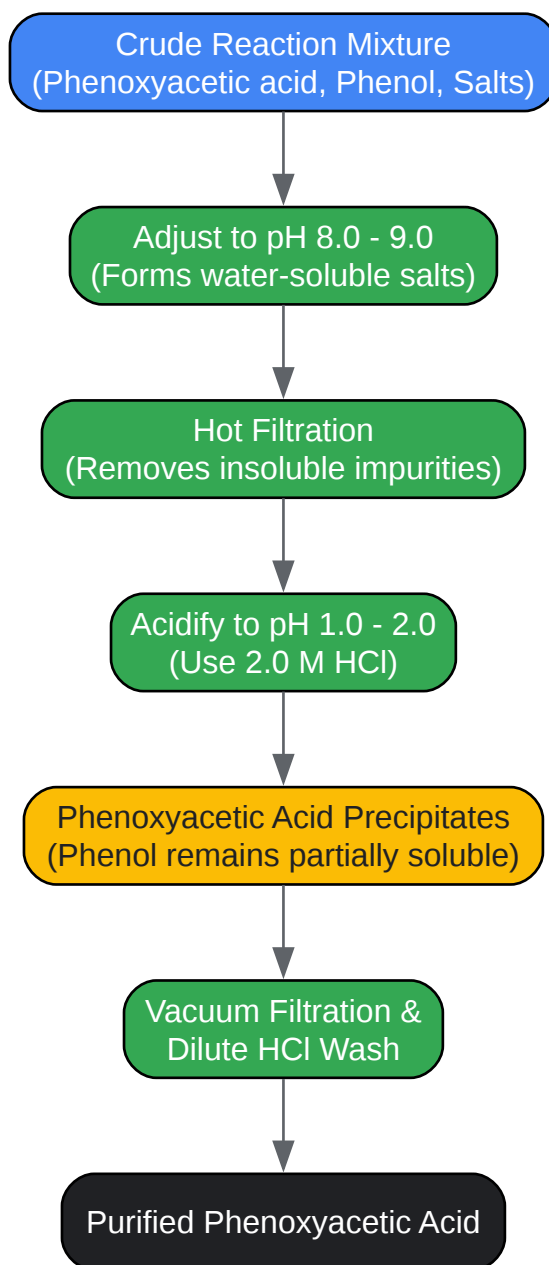 Crude Reaction Mixture
(Phenoxyacetic acid, Phenol, Salts)
Adjust to pH 8.0 - 9.0
(Forms water-soluble salts)
Hot Filtration
(Removes insoluble impurities)
Acidify to pH 1.0 - 2.0
(Use 2.0 M HCl)
Phenoxyacetic Acid Precipitates
(Phenol remains partially soluble)
Vacuum Filtration &
Dilute HCl Wash
Purified Phenoxyacetic Acid